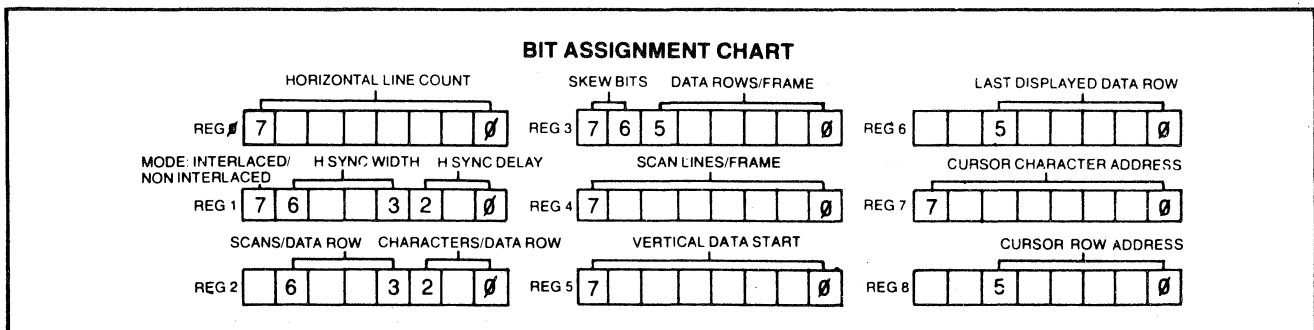 BIT ASSIGNMENT CHART
HORIZONTAL LINE COUNT
REG Ø 7 Ø
MODE: INTERLACED/
NON INTERLACED
H SYNC WIDTH H SYNC DELAY
REG 1 7 6 3 2 Ø
SCANS/DATA ROW CHARACTERS/DATA ROW
REG 2 6 3 2 Ø
SKEW BITS DATA ROWS/FRAME
REG 3 7 6 5 Ø
SCAN LINES/FRAME
REG 4 7 Ø
VERTICAL DATA START
REG 5 7 Ø
LAST DISPLAYED DATA ROW
REG 6 5 Ø
CURSOR CHARACTER ADDRESS
REG 7 7 Ø
CURSOR ROW ADDRESS
REG 8 5 Ø